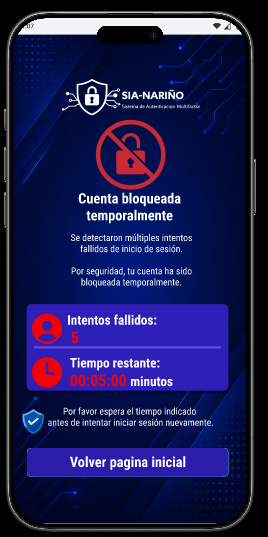 SIA-NARIÑO
Sistema de Autenticacion Multifactor
Cuenta bloqueada
temporalmente
Se detectaron múltiples intentos
fallidos de inicio de sesión.
Por seguridad, tu cuenta ha sido
bloqueada temporalmente.
Intentos fallidos:
5
Tiempo restante:
00:05:00 minutos
Por favor espera el tiempo indicado
antes de intentar iniciar sesión nuevamente.
Volver pagina inicial